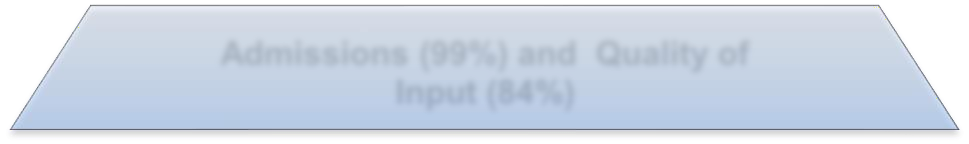 Admissions (99%) and Quality of
Input (84%)